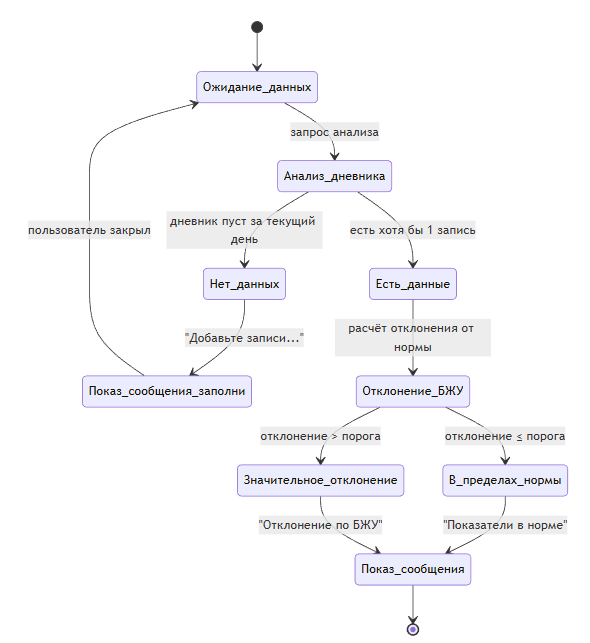 Ожидание_данных
запрос анализа
Анализ_дневника
дневник пуст за текущий
день
есть хотя бы 1 запись
пользователь закрыл
Нет_данных
Есть_данные
"Добавьте записи..."
расчёт отклонения от
нормы
Показ_сообщения_заполни
Отклонение_БЖУ
отклонение > порога
отклонение ≤ порога
Значительное_отклонение
В_пределах_нормы
"Отклонение по БЖУ"
"Показатели в норме"
Показ_сообщения